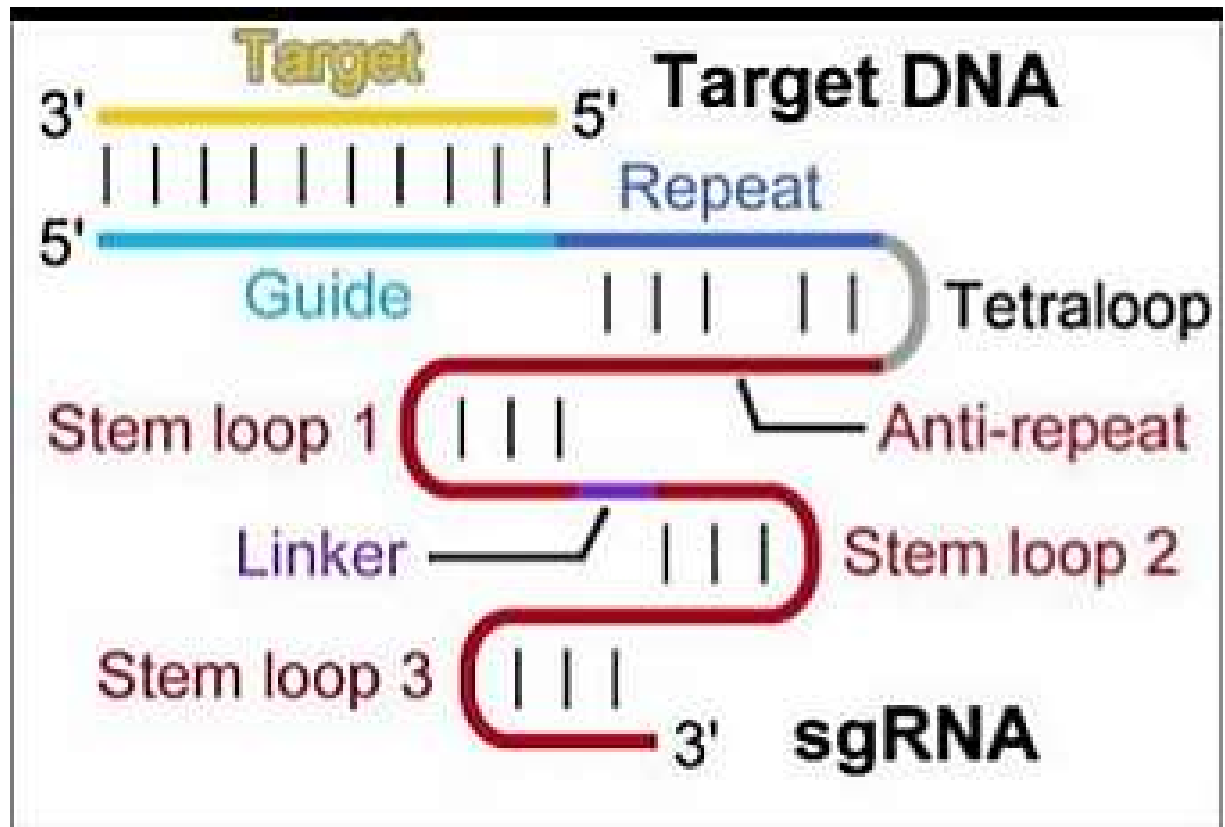 Target
Target DNA
3'
5'
Repeat
5'
Guide
Tetraloop
Stem loop 1
Anti-repeat
Linker
Stem loop 2
Stem loop 3
3'
sgRNA